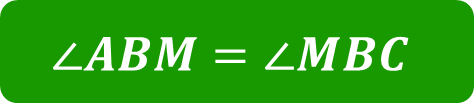 ∠ABM = ∠MBC